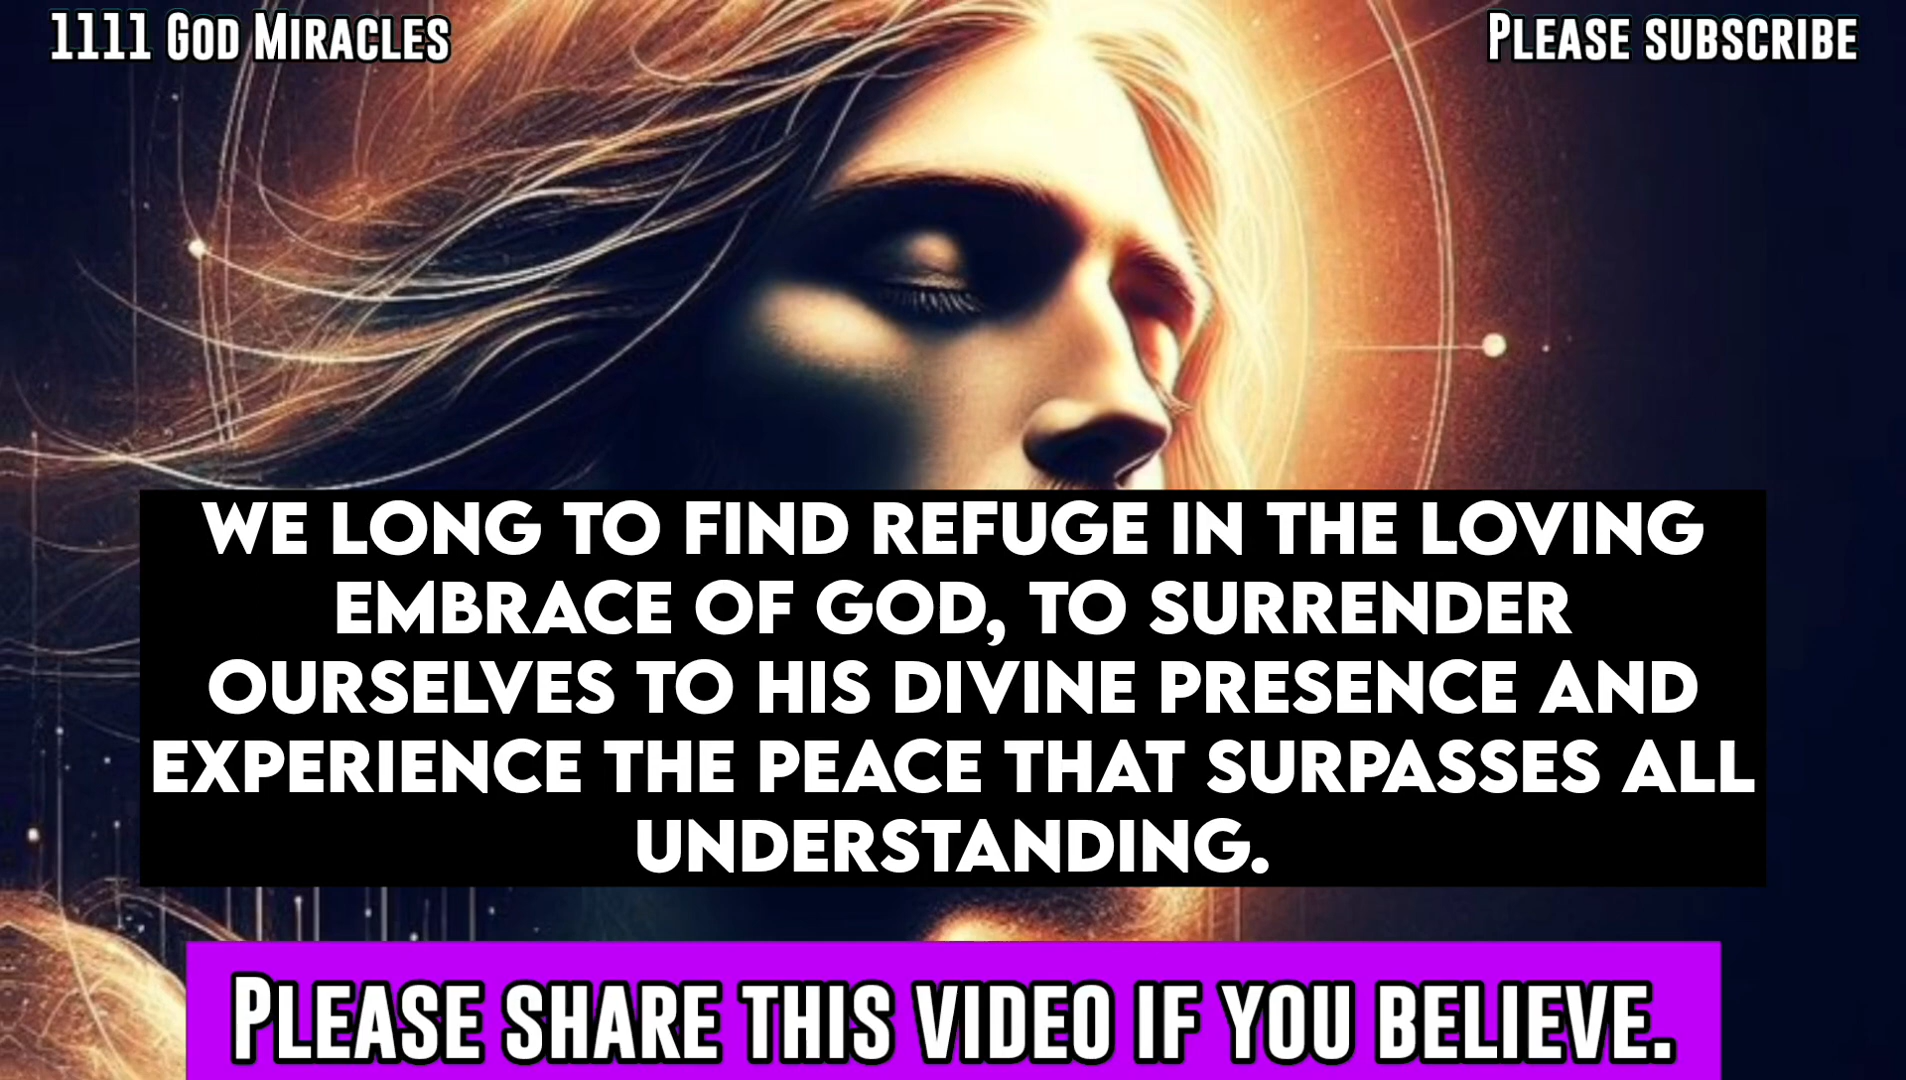 1111 God Miracles
Please subscribe
WE LONG TO FIND REFUGE IN THE LOVING
EMBRACE OF GOD, TO SURRENDER
OURSELVES TO HIS DIVINE PRESENCE AND
EXPERIENCE THE PEACE THAT SURPASSES ALL
UNDERSTANDING.
Please share this video if you believe.